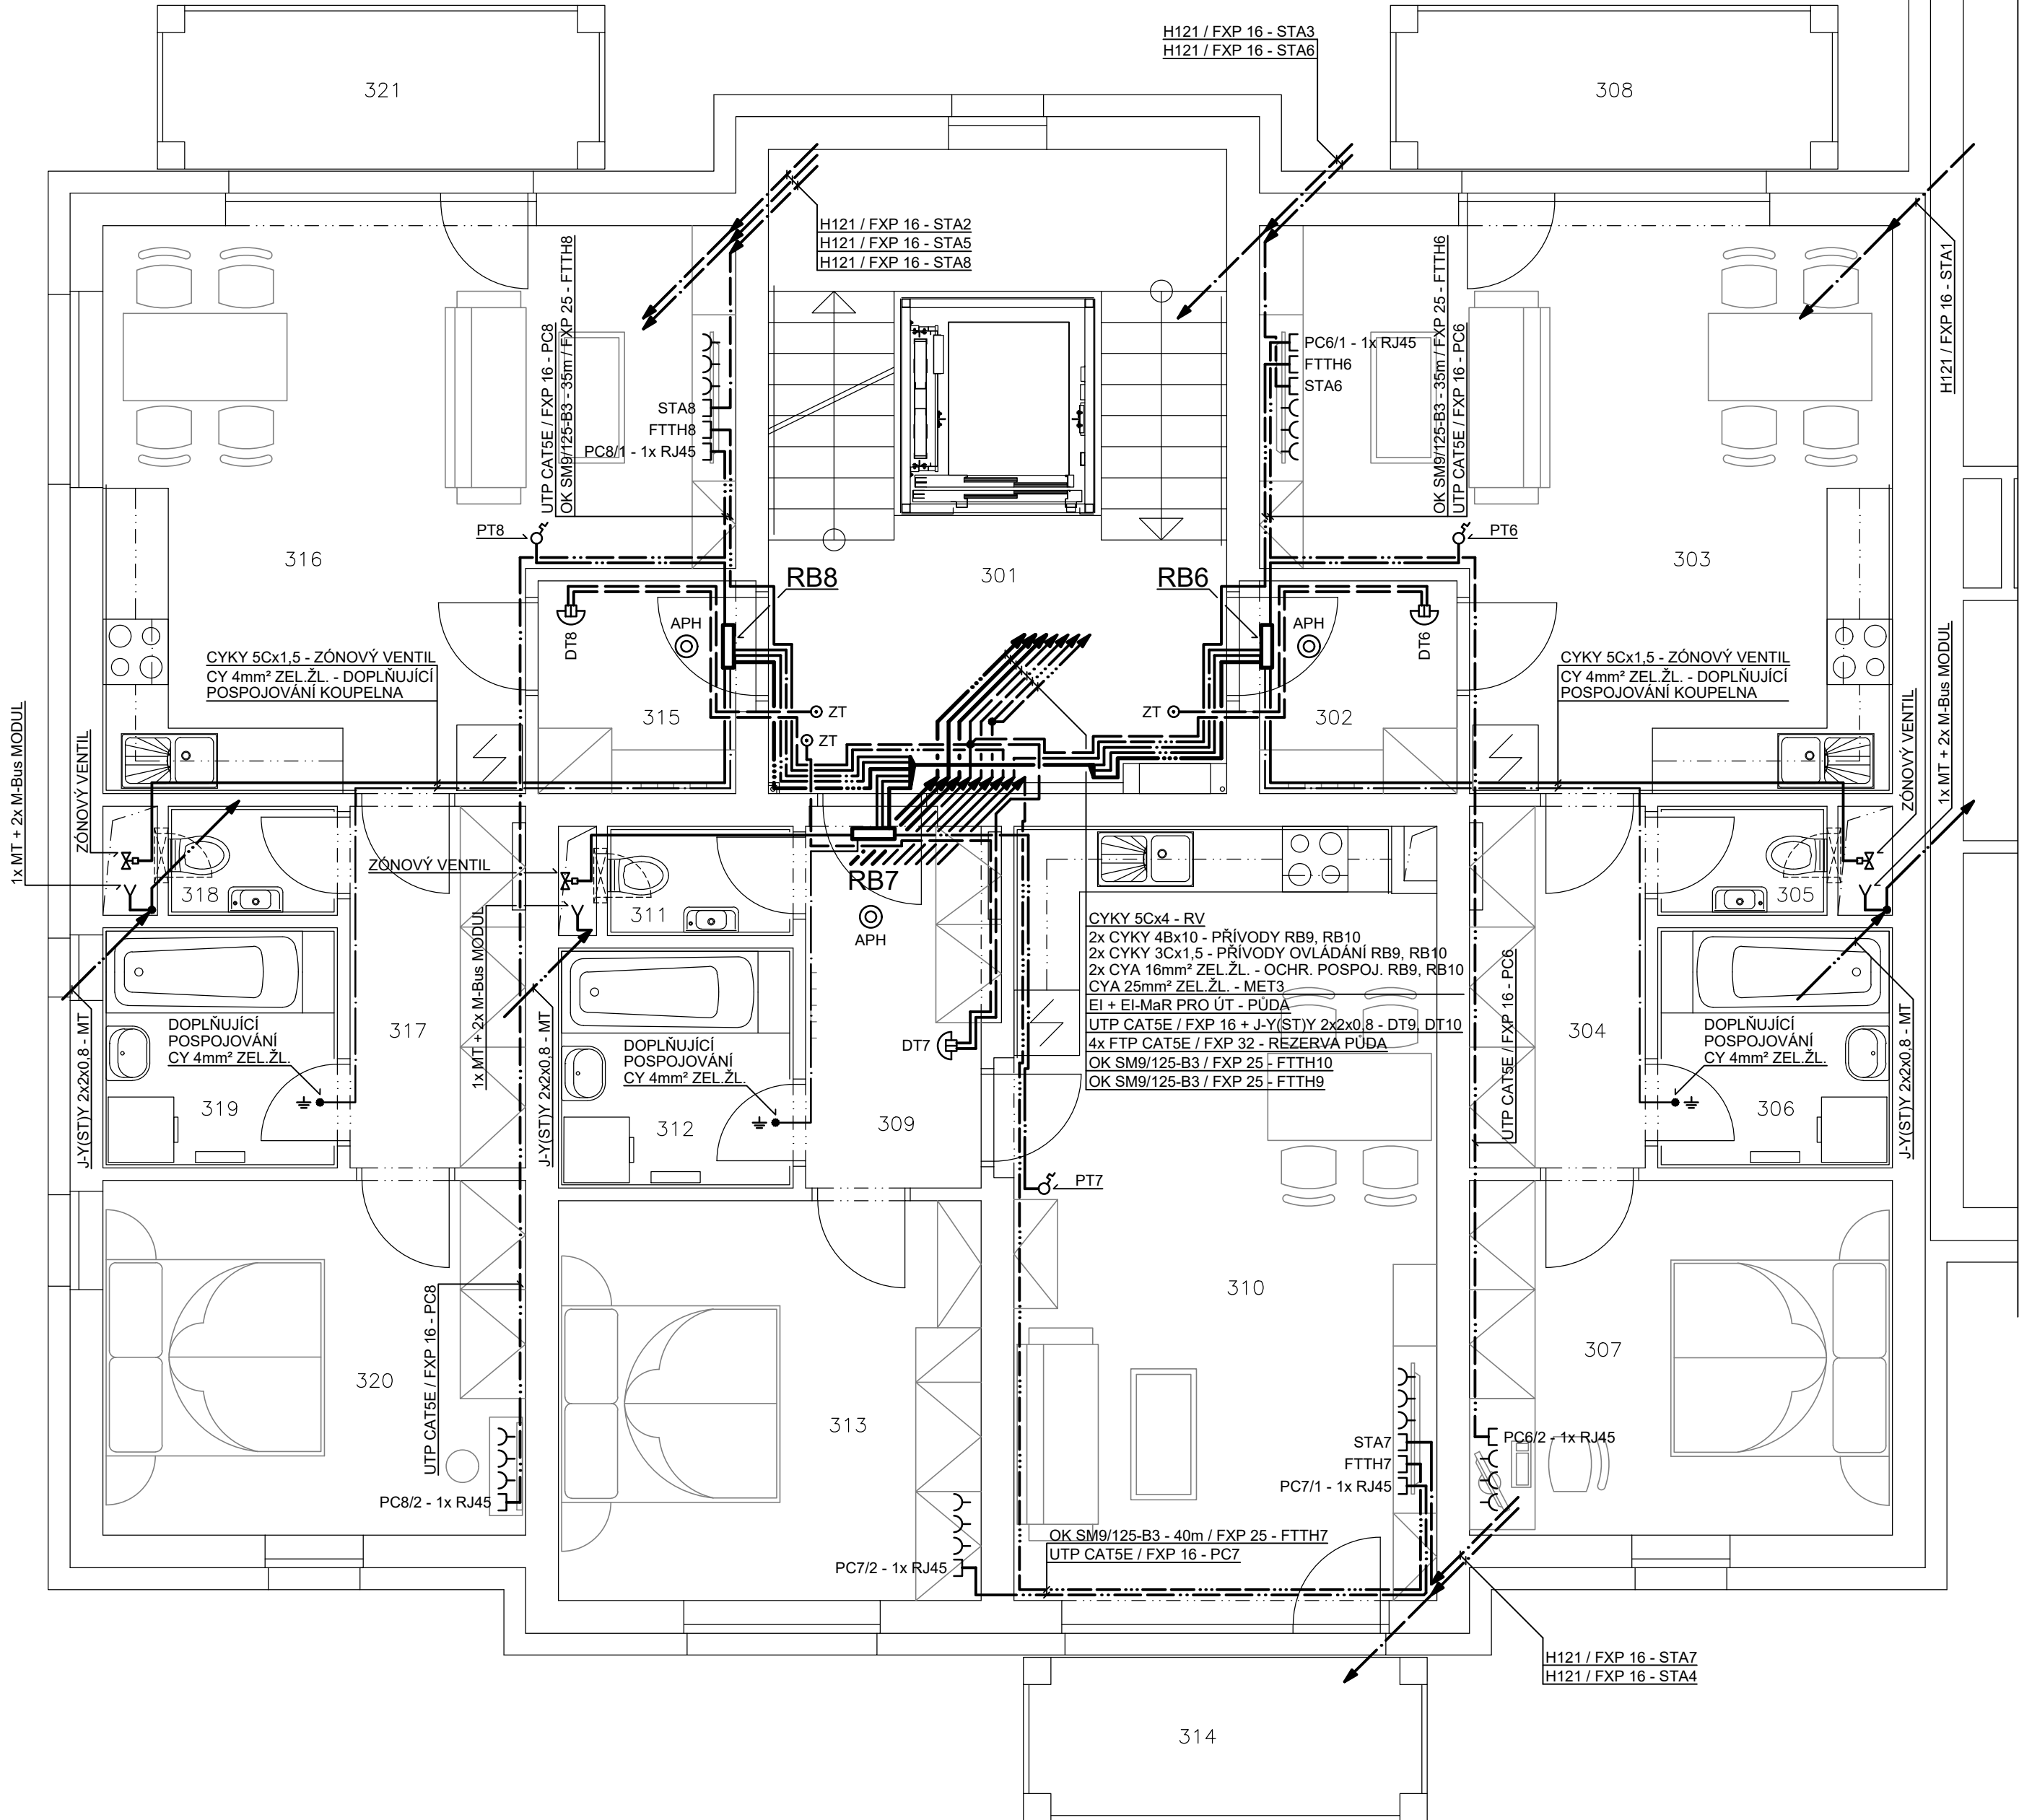 H121 / FXP 16 - STA3
H121 / FXP 16 - STA6
321
308
H121 / FXP 16 - STA2
H121 / FXP 16 - STA5
H121 / FXP 16 - STA8
UTP CAT5E / FXP 16 - PC8
OK SM9/125-B3 - 35m / FXP 25 - FTTH8
OK SM9/125-B3 - 35m / FXP 25 - FTTH6
UTP CAT5E / FXP 16 - PC6
H121 / FXP 16 - STA1
STA8
FTTH8
PC8/1 - 1x RJ45
PC6/1 - 1x RJ45
FTTH6
STA6
PT8
PT6
316
301
303
RB8
RB6
DT8
APH
APH
DT6
CYKY 5Cx1,5 - ZÓNOVÝ VENTIL
CY 4mm² ZEL.ŽL. - DOPLŇUJÍCÍ
POSPOJOVÁNÍ KOUPELNA
CYKY 5Cx1,5 - ZÓNOVÝ VENTIL
CY 4mm² ZEL.ŽL. - DOPLŇUJÍCÍ
POSPOJOVÁNÍ KOUPELNA
315
ZT
ZT
ZT
302
1x MT + 2x M-Bus MODUL
ZÓNOVÝ VENTIL
ZÓNOVÝ VENTIL
1x MT + 2x M-Bus MODUL
ZÓNOVÝ VENTIL
318
311
RB7
APH
305
CYKY 5Cx4 - RV
2x CYKY 4Bx10 - PŘÍVODY RB9, RB10
2x CYKY 3Cx1,5 - PŘÍVODY OVLÁDÁNÍ RB9, RB10
2x CYA 16mm² ZEL.ŽL. - OCHR. POSPOJ. RB9, RB10
CYA 25mm² ZEL.ŽL. - MET3
EI + EI-MaR PRO ÚT - PŮDA
UTP CAT5E / FXP 16 + J-Y(ST)Y 2x2x0,8 - DT9, DT10
4x FTP CAT5E / FXP 32 - REZERVA PŮDA
OK SM9/125-B3 / FXP 25 - FTTH10
OK SM9/125-B3 / FXP 25 - FTTH9
J-Y(ST)Y 2x2x0,8 - MT
DOPLŇUJÍCÍ
POSPOJOVÁNÍ
CY 4mm² ZEL.ŽL.
317
1x MT + 2x M-Bus MODUL
J-Y(ST)Y 2x2x0,8 - MT
DOPLŇUJÍCÍ
POSPOJOVÁNÍ
CY 4mm² ZEL.ŽL.
DT7
UTP CAT5E / FXP 16 - PC6
304
DOPLŇUJÍCÍ
POSPOJOVÁNÍ
CY 4mm² ZEL.ŽL.
J-Y(ST)Y 2x2x0,8 - MT
319
312
309
306
PT7
310
UTP CAT5E / FXP 16 - PC8
320
313
307
STA7
FTTH7
PC7/1 - 1x RJ45
PC6/2 - 1x RJ45
PC8/2 - 1x RJ45
OK SM9/125-B3 - 40m / FXP 25 - FTTH7
UTP CAT5E / FXP 16 - PC7
PC7/2 - 1x RJ45
H121 / FXP 16 - STA7
H121 / FXP 16 - STA4
314